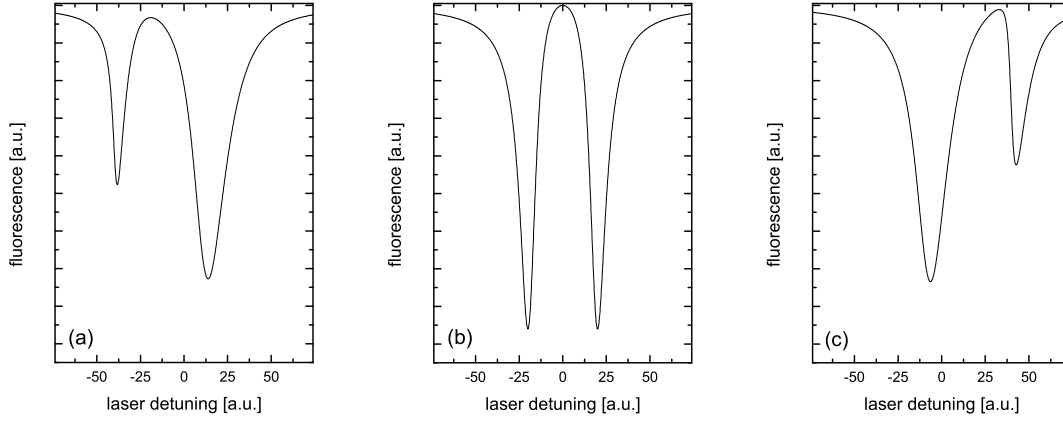 fluorescence [a.u.]
(a)
-50 -25 0 25 50
laser detuning [a.u.]
fluorescence [a.u.]
(b)
-50 -25 0 25 50
laser detuning [a.u.]
fluorescence [a.u.]
(c)
-50 -25 0 25 50
laser detuning [a.u.]